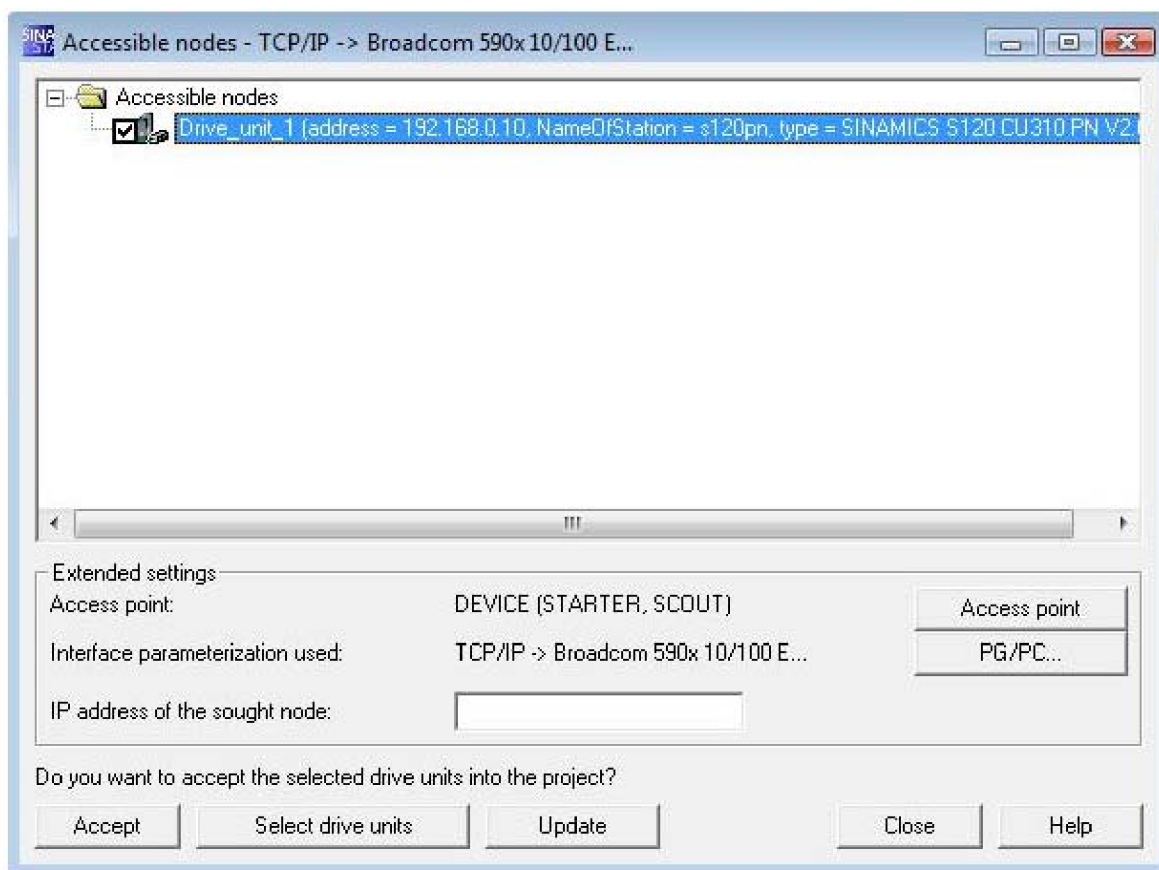 SINA
STA
Accessible nodes - TCP/IP -> Broadcom 590x 10/100 E...
Accessible nodes
Drive_unit_1 (address = 192.168.0.10, NameOfStation = s120pn, type = SINAMICS S120 CU310 PN V2.
Extended settings
Access point: DEVICE (STARTER, SCOUT) Access point
Interface parameterization used: TCP/IP -> Broadcom 590x 10/100 E... PG/PC...
IP address of the sought node:
Do you want to accept the selected drive units into the project?
Accept Select drive units Update Close Help